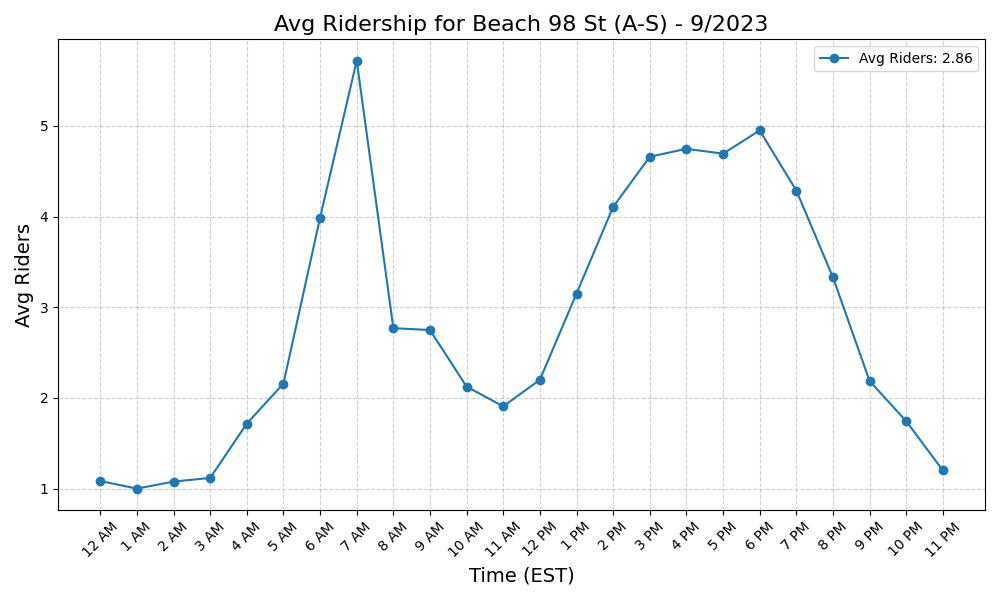 Avg Ridership for Beach 98 St (A-S) - 9/2023
Avg Riders: 2.86
Avg Riders
5
4
3
2
1
12 AM
1 AM
2 AM
3 AM
4 AM
5 AM
6 AM
7 AM
8 AM
9 AM
10 AM
11 AM
12 PM
1 PM
2 PM
3 PM
4 PM
5 PM
6 PM
7 PM
8 PM
9 PM
10 PM
11 PM
Time (EST)